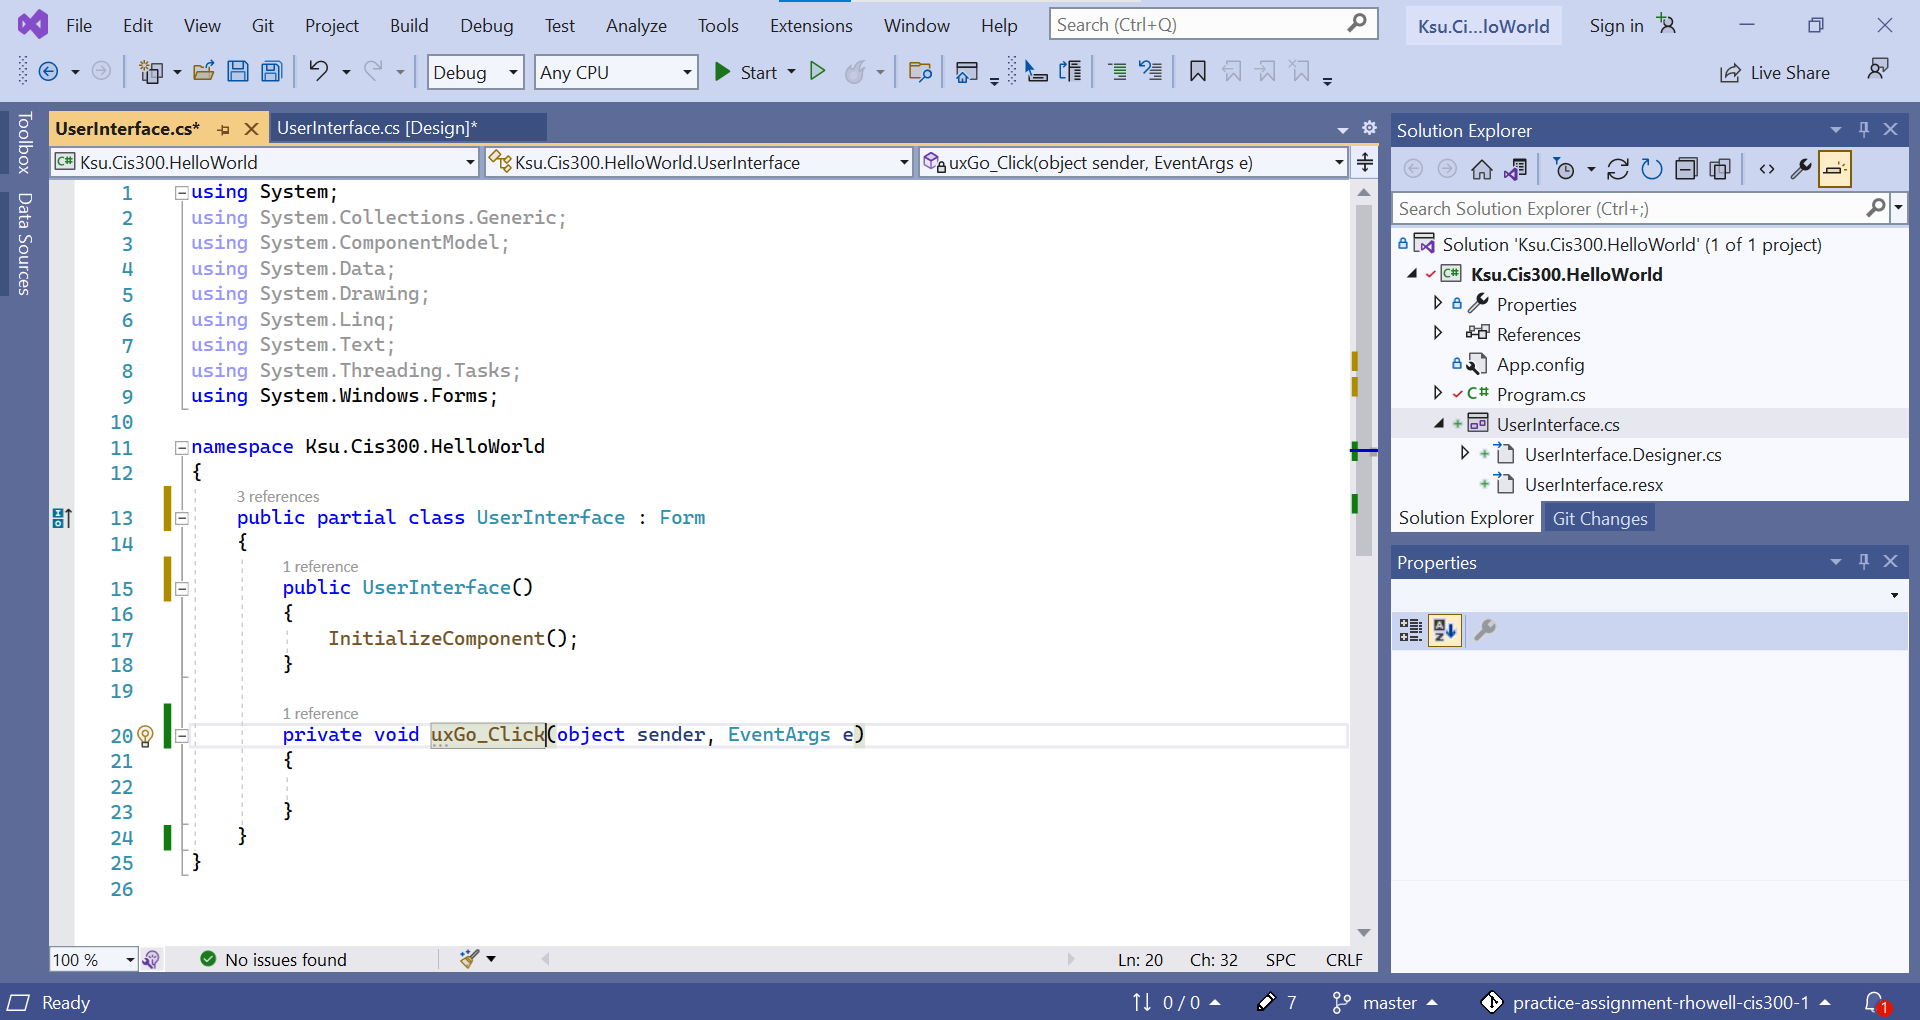 File Edit View Git Project Build Debug Test Analyze Tools Extensions Window Help Search (Ctrl+Q) Ksu.Ci...loWorld Sign in
Debug Any CPU Start Live Share
Toolbox
Data Sources
UserInterface.cs* UserInterface.cs [Design]*
C# Ksu.Cis300.HelloWorld Ksu.Cis300.HelloWorld.UserInterface uxGo_Click(object sender, EventArgs e)
1 using System;
2 using System.Collections.Generic;
3 using System.ComponentModel;
4 using System.Data;
5 using System.Drawing;
6 using System.Linq;
7 using System.Text;
8 using System.Threading.Tasks;
9 using System.Windows.Forms;
10
11 namespace Ksu.Cis300.HelloWorld
12 {
3 references
13 public partial class UserInterface : Form
14 {
1 reference
15 public UserInterface()
16 {
17 InitializeComponent();
18 }
19
1 reference
20 private void uxGo_Click(object sender, EventArgs e)
21 {
22
23 }
24 }
25 }
26
100 % No issues found Ln: 20 Ch: 32 SPC CRLF
Solution Explorer
Search Solution Explorer (Ctrl+;)
Solution 'Ksu.Cis300.HelloWorld' (1 of 1 project)
C# Ksu.Cis300.HelloWorld
Properties
References
App.config
C# Program.cs
UserInterface.cs
UserInterface.Designer.cs
UserInterface.resx
Solution Explorer Git Changes
Properties
A
Z
Ready 0 / 0 7 master practice-assignment-rhowell-cis300-1 1